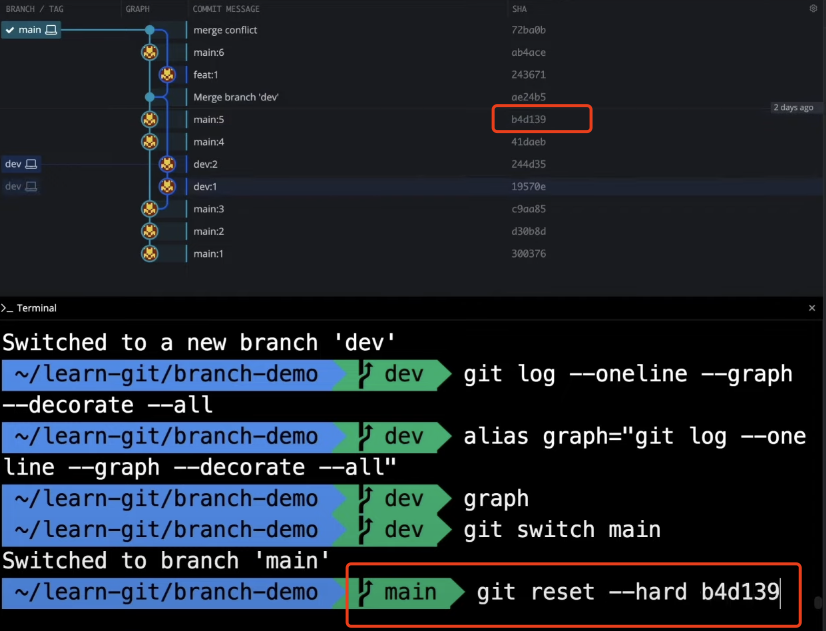 BRANCH / TAG GRAPH COMMIT MESSAGE SHA
main merge conflict 72ba0b
main:6 ab4ace
feat:1 243671
Merge branch 'dev' ae24b5
2 days ago
main:5 b4d139
main:4 41daeb
dev dev:2 244d35
dev dev:1 19570e
main:3 c9aa85
main:2 d30b8d
main:1 300376
>_ Terminal
Switched to a new branch 'dev'
~/learn-git/branch-demo dev git log --oneline --graph
--decorate --all
~/learn-git/branch-demo dev alias graph="git log --one
line --graph --decorate --all"
~/learn-git/branch-demo dev graph
~/learn-git/branch-demo dev git switch main
Switched to branch 'main'
~/learn-git/branch-demo main git reset --hard b4d139